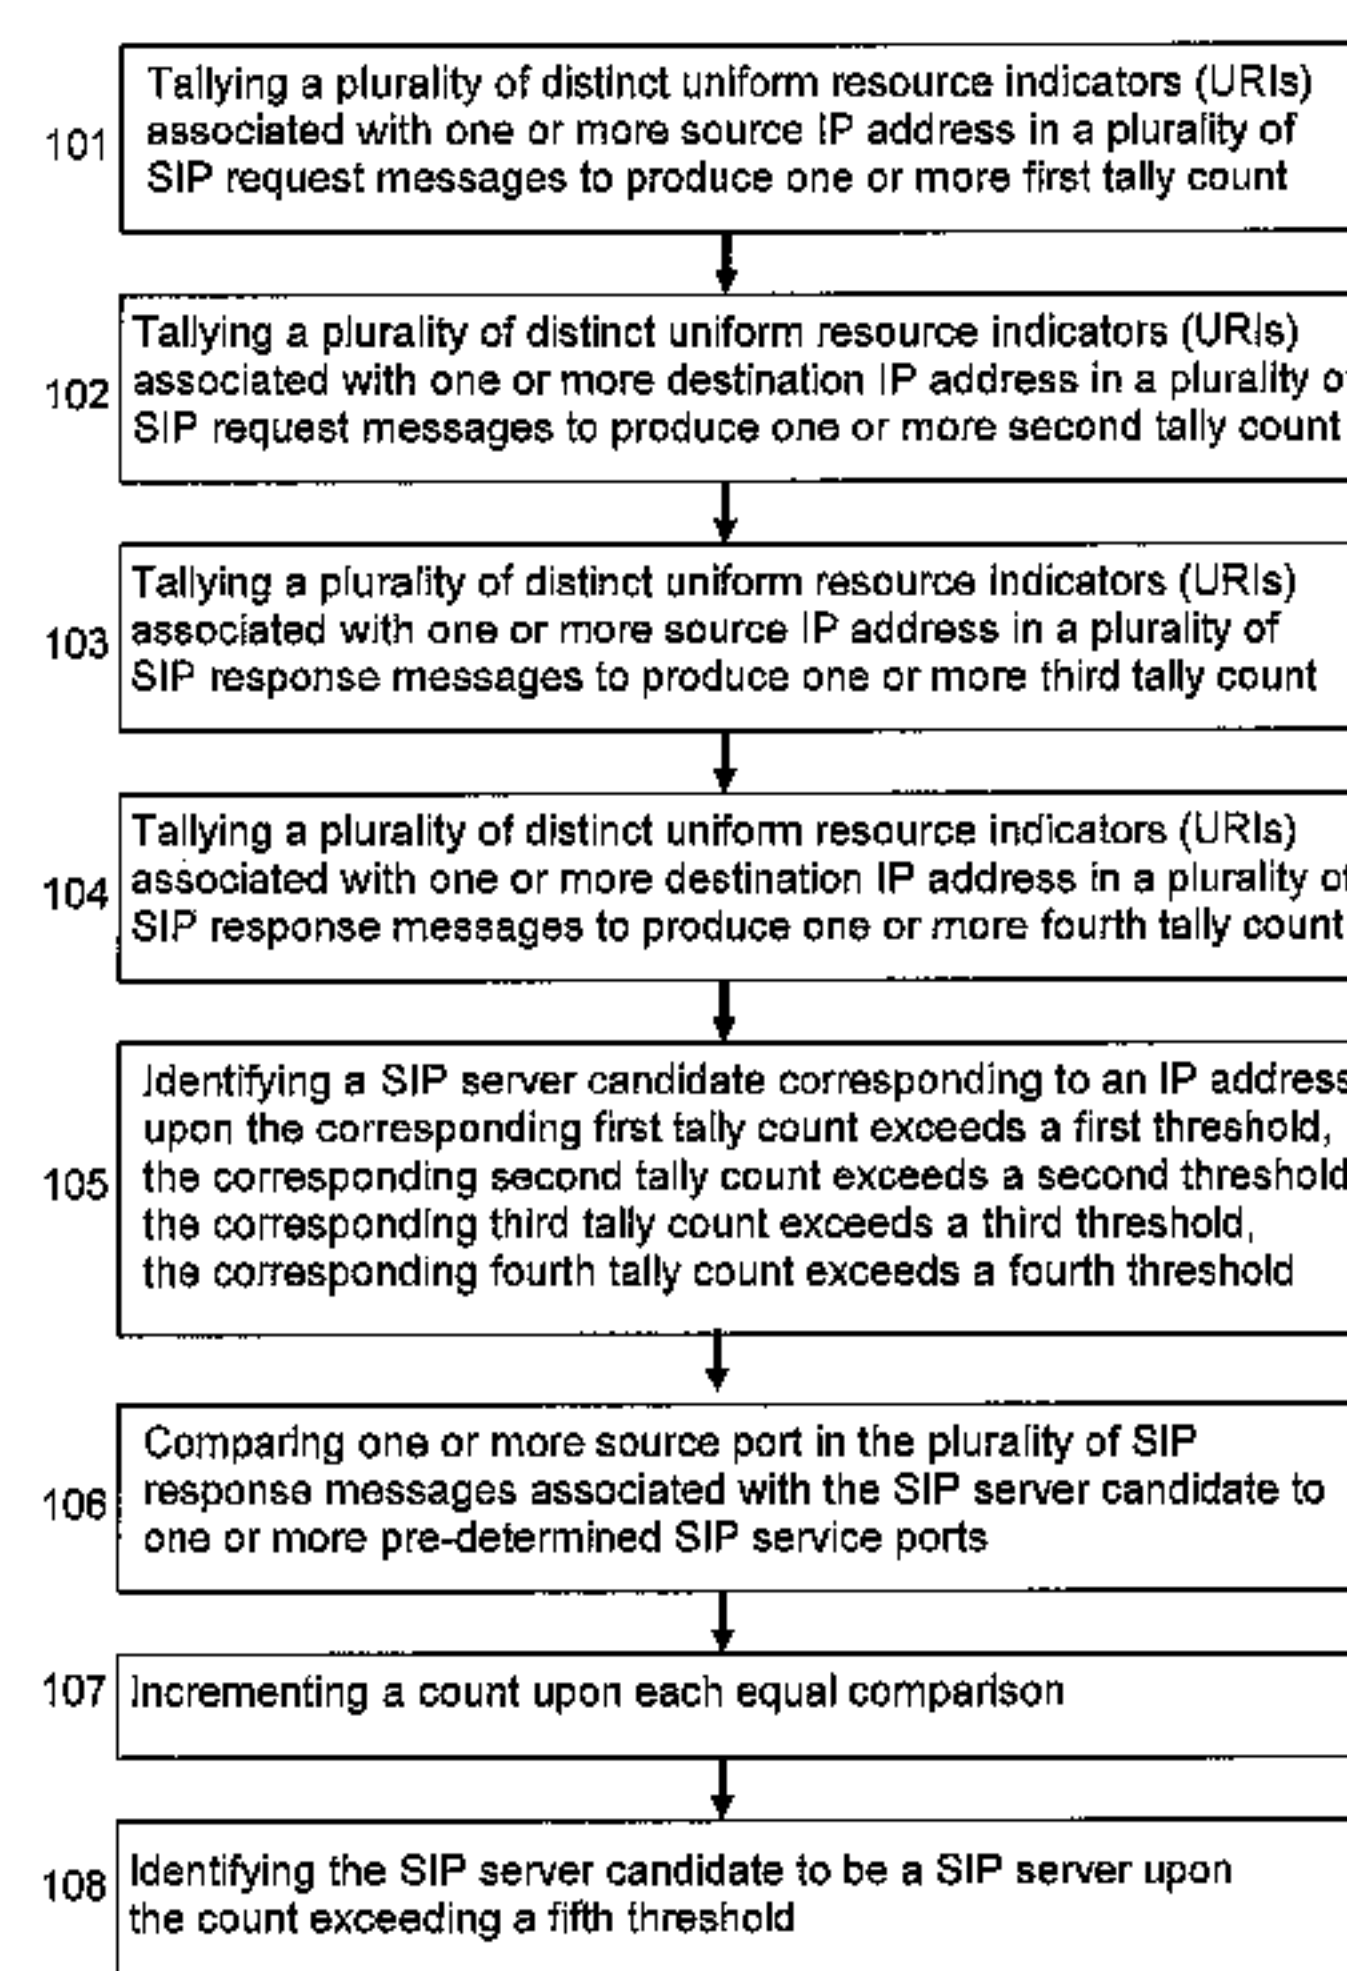 101
Tallying a plurality of distinct uniform resource indicators (URIs)
associated with one or more source IP address in a plurality of
SIP request messages to produce one or more first tally count
102
Tallying a plurality of distinct uniform resource indicators (URIs)
associated with one or more destination IP address in a plurality of
SIP request messages to produce one or more second tally count
103
Tallying a plurality of distinct uniform resource indicators (URIs)
associated with one or more source IP address in a plurality of
SIP response messages to produce one or more third tally count
104
Tallying a plurality of distinct uniform resource indicators (URIs)
associated with one or more destination IP address in a plurality of
SIP response messages to produce one or more fourth tally count
105
Identifying a SIP server candidate corresponding to an IP address
upon the corresponding first tally count exceeds a first threshold,
the corresponding second tally count exceeds a second threshold
the corresponding third tally count exceeds a third threshold,
the corresponding fourth tally count exceeds a fourth threshold
106
Comparing one or more source port in the plurality of SIP
response messages associated with the SIP server candidate to
one or more pre-determined SIP service ports
107
Incrementing a count upon each equal comparison
108
Identifying the SIP server candidate to be a SIP server upon
the count exceeding a fifth threshold